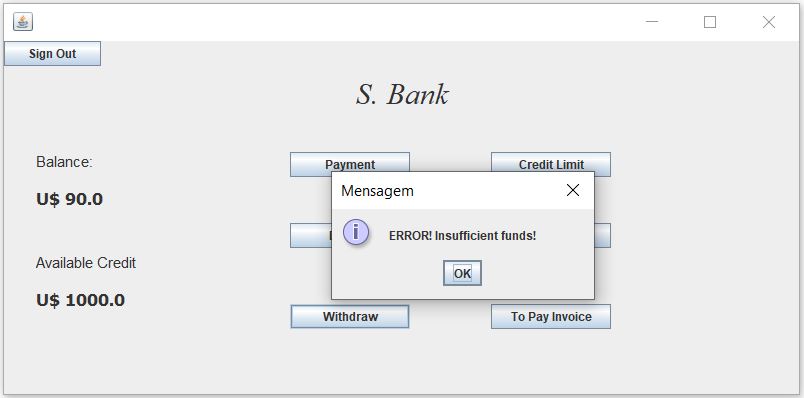 Sign Out
S. Bank
Balance:
U$ 90.0
Available Credit
U$ 1000.0
Payment
Credit Limit
Mensagem
ERROR! Insufficient funds!
OK
Withdraw
To Pay Invoice